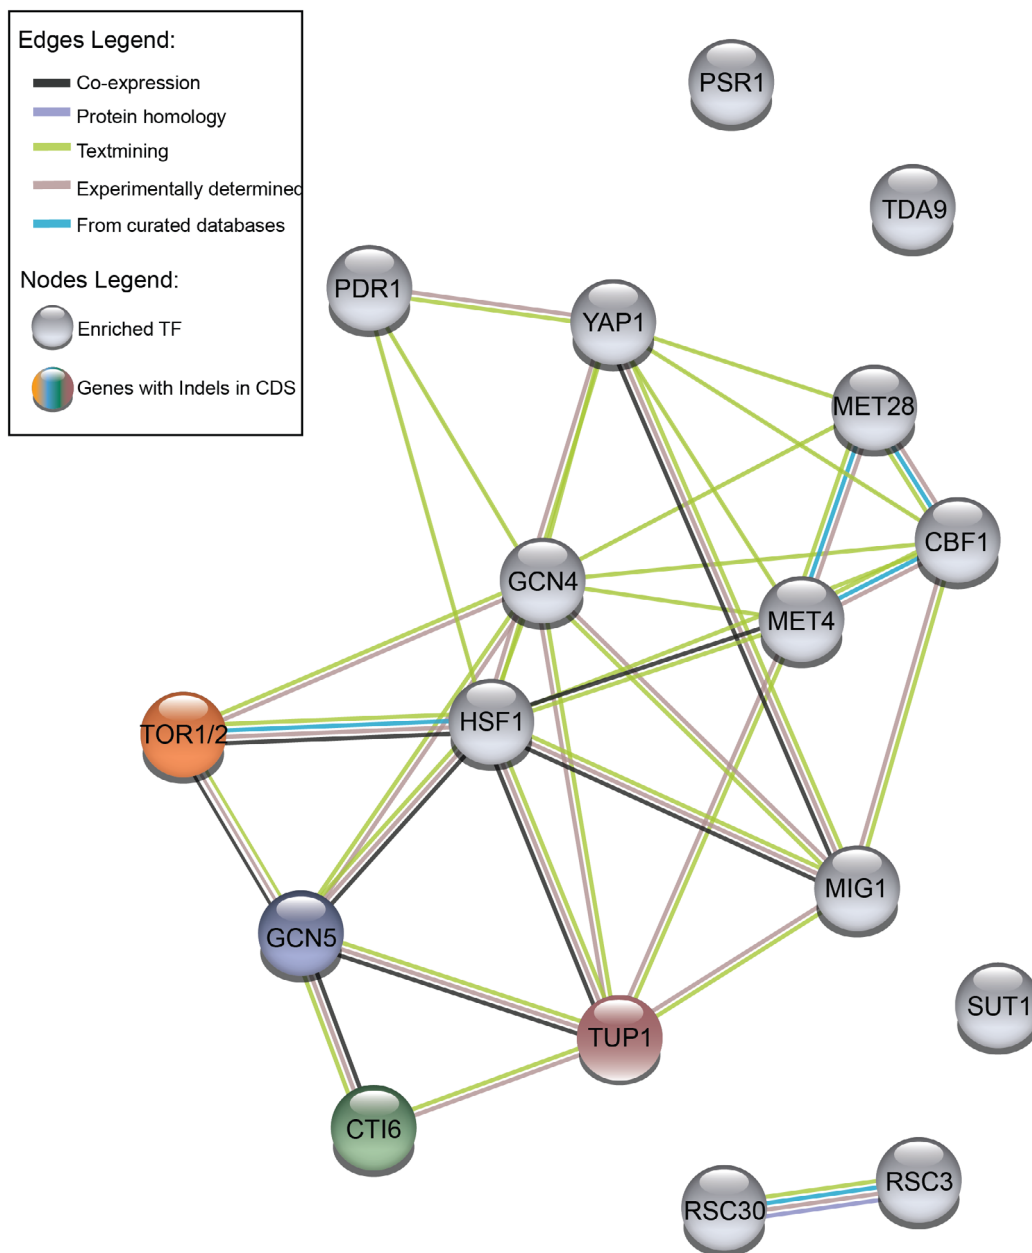 Edges Legend:
Co-expression
Protein homology
Textmining
Experimentally determined
From curated databases
Nodes Legend:
Enriched TF
Genes with Indels in CDS
PSR1
TDA9
PDR1
YAP1
MET28
CBF1
GCN4
MET4
HSF1
TOR1/2
MIG1
GCN5
SUT1
TUP1
CTI6
RSC3
RSC30